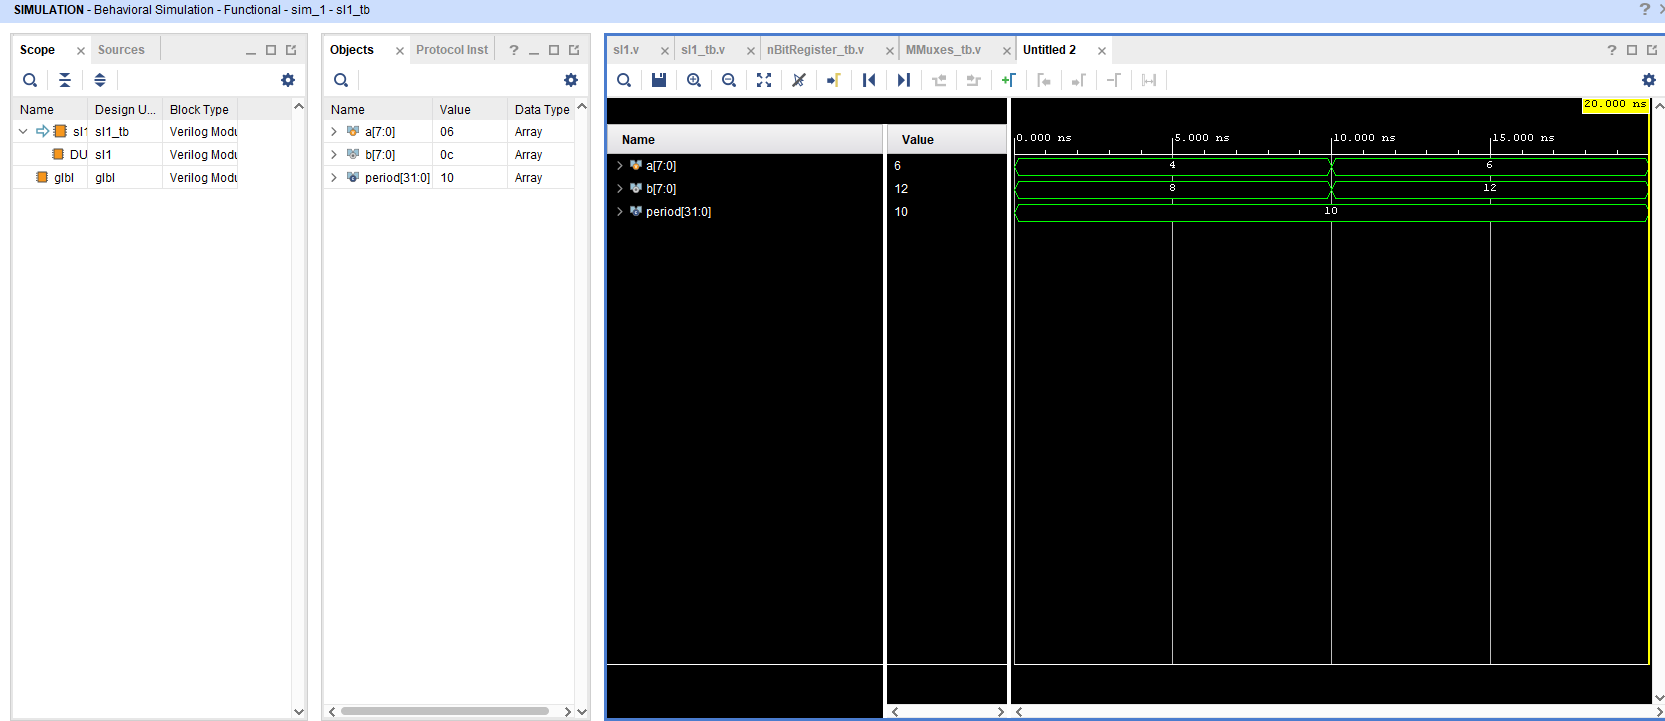 SIMULATION - Behavioral Simulation - Functional - sim_1 - sl1_tb ?
Scope Sources
Name Design U... Block Type
sl1 sl1_tb Verilog Modu
DU sl1 Verilog Modu
glbl glbl Verilog Modu
Objects Protocol Inst ?
Name Value Data Type
a[7:0] 06 Array
b[7:0] 0c Array
period[31:0] 10 Array
sl1.v sl1_tb.v nBitRegister_tb.v MMuxes_tb.v Untitled 2 ?
Name Value
a[7:0] 6
b[7:0] 12
period[31:0] 10
20.000 ns
0.000 ns 5.000 ns 10.000 ns 15.000 ns
4 6
8 12
10